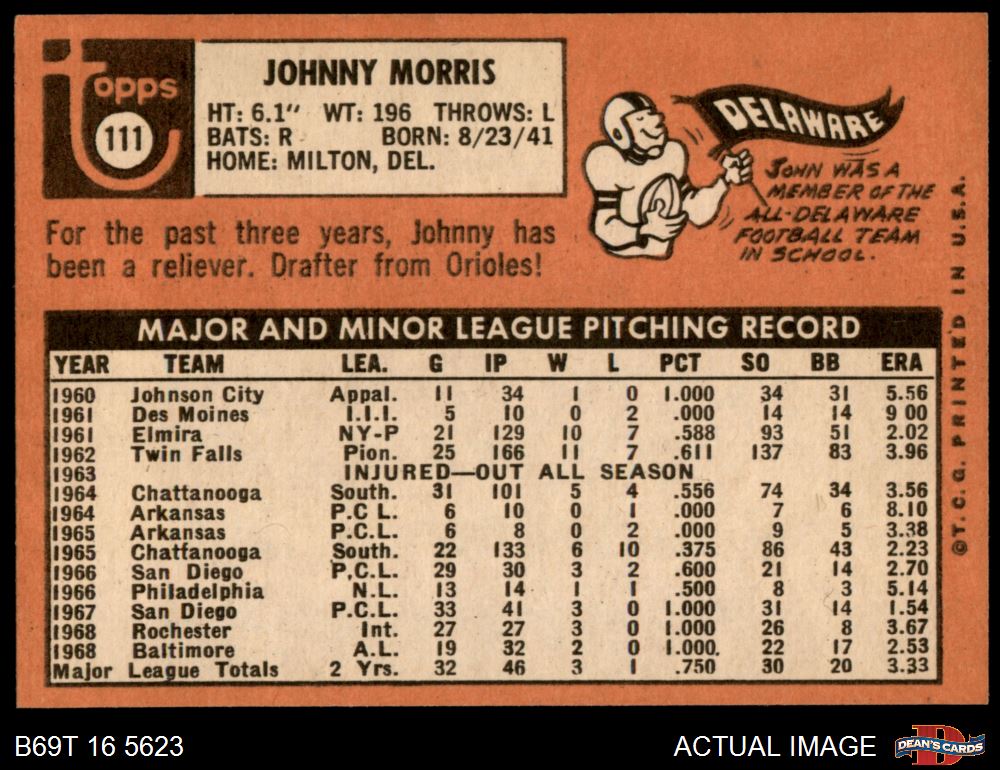 topps
111
JOHNNY MORRIS
HT: 6.1" WT: 196 THROWS: L
BATS: R BORN: 8/23/41
HOME: MILTON, DEL.
DELAWARE
JOHN WAS A
MEMBER OF THE
ALL-DELAWARE
FOOTBALL TEAM
IN SCHOOL.
For the past three years, Johnny has
been a reliever. Drafter from Orioles!
MAJOR AND MINOR LEAGUE PITCHING RECORD
YEAR TEAM LEA. G IP W L PCT SO BB ERA
1960 Johnson City Appal. 11 34 1 0 1.000 34 31 5.56
1961 Des Moines I.I.I. 5 10 0 2 .000 14 14 9 00
1961 Elmira NY-P 21 129 10 7 .588 93 51 2.02
1962 Twin Falls Pion. 25 166 11 7 .611 137 83 3.96
1963 INJURED—OUT ALL SEASON
1964 Chattanooga South. 31 101 5 4 .556 74 34 3.56
1964 Arkansas P.C.L. 6 10 0 1 .000 7 6 8.10
1965 Arkansas P.C.L. 6 8 0 2 .000 9 5 3.38
1965 Chattanooga South. 22 133 6 10 .375 86 43 2.23
1966 San Diego P.C.L. 29 30 3 2 .600 21 14 2.70
1966 Philadelphia N.L. 13 14 1 1 .500 8 3 5.14
1967 San Diego P.C.L. 33 41 3 0 1.000 31 14 1.54
1968 Rochester Int. 27 27 3 0 1.000 26 8 3.67
1968 Baltimore A.L. 19 32 2 0 1.000. 22 17 2.53
Major League Totals 2 Yrs. 32 46 3 1 .750 30 20 3.33
©T.C.G. PRINTED IN U.S.A.
B69T 16 5623
ACTUAL IMAGE
DEAN'S CARDS